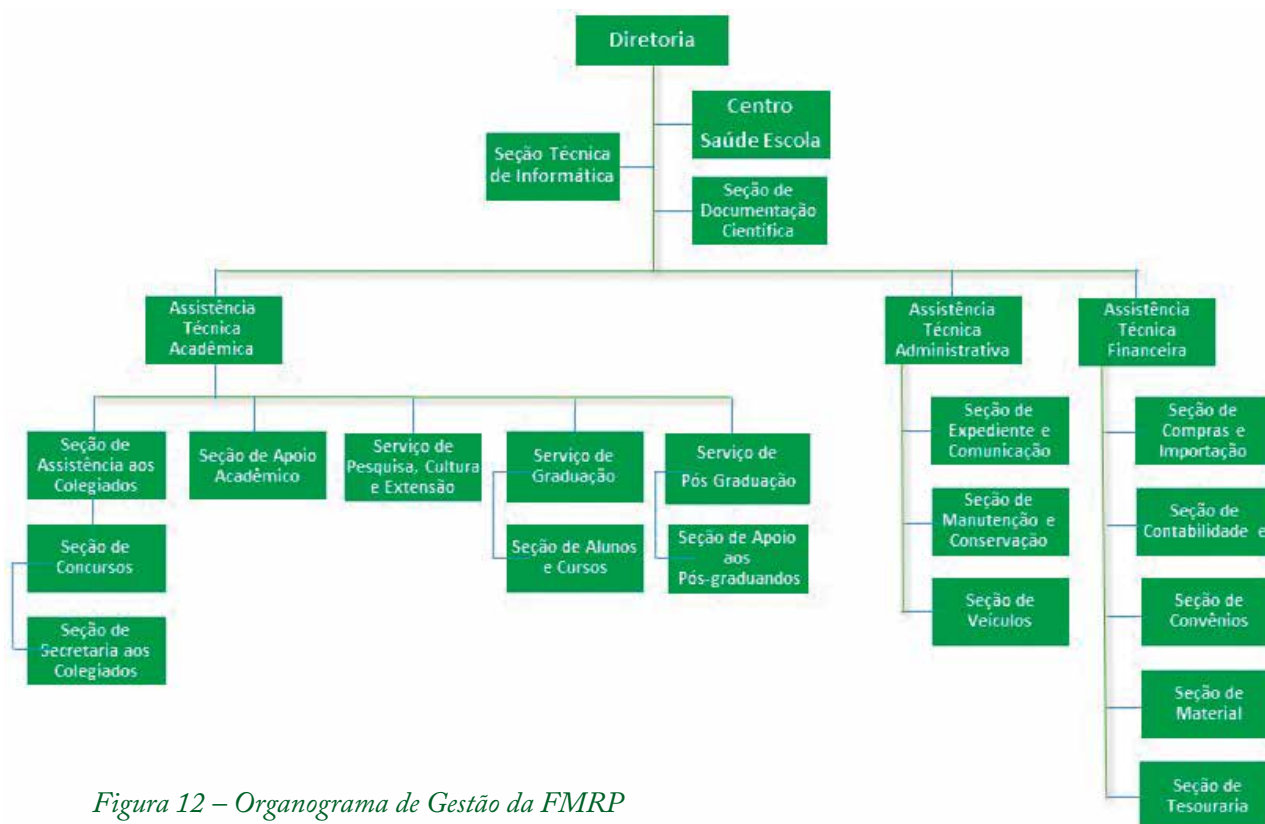 Diretoria
Centro
Saúde Escola
Seção Técnica
de Informática
Seção de
Documentação
Científica
Assistência
Técnica
Acadêmica
Assistência
Técnica
Administrativa
Assistência
Técnica
Financeira
Seção de
Assistência aos
Colegiados
Seção de Apoio
Acadêmico
Serviço de
Pesquisa, Cultura
e Extensão
Serviço de
Graduação
Serviço de
Pós Graduação
Seção de
Concursos
Seção de Alunos
e Cursos
Seção de Apoio
aos
Pós-graduandos
Seção de
Secretaria aos
Colegiados
Seção de
Expediente e
Comunicação
Seção de
Manutenção e
Conservação
Seção de
Veículos
Seção de
Compras e
Importação
Seção de
Contabilidade e
Seção de
Convênios
Seção de
Material
Seção de
Tesouraria
Figura 12 – Organograma de Gestão da FMRP